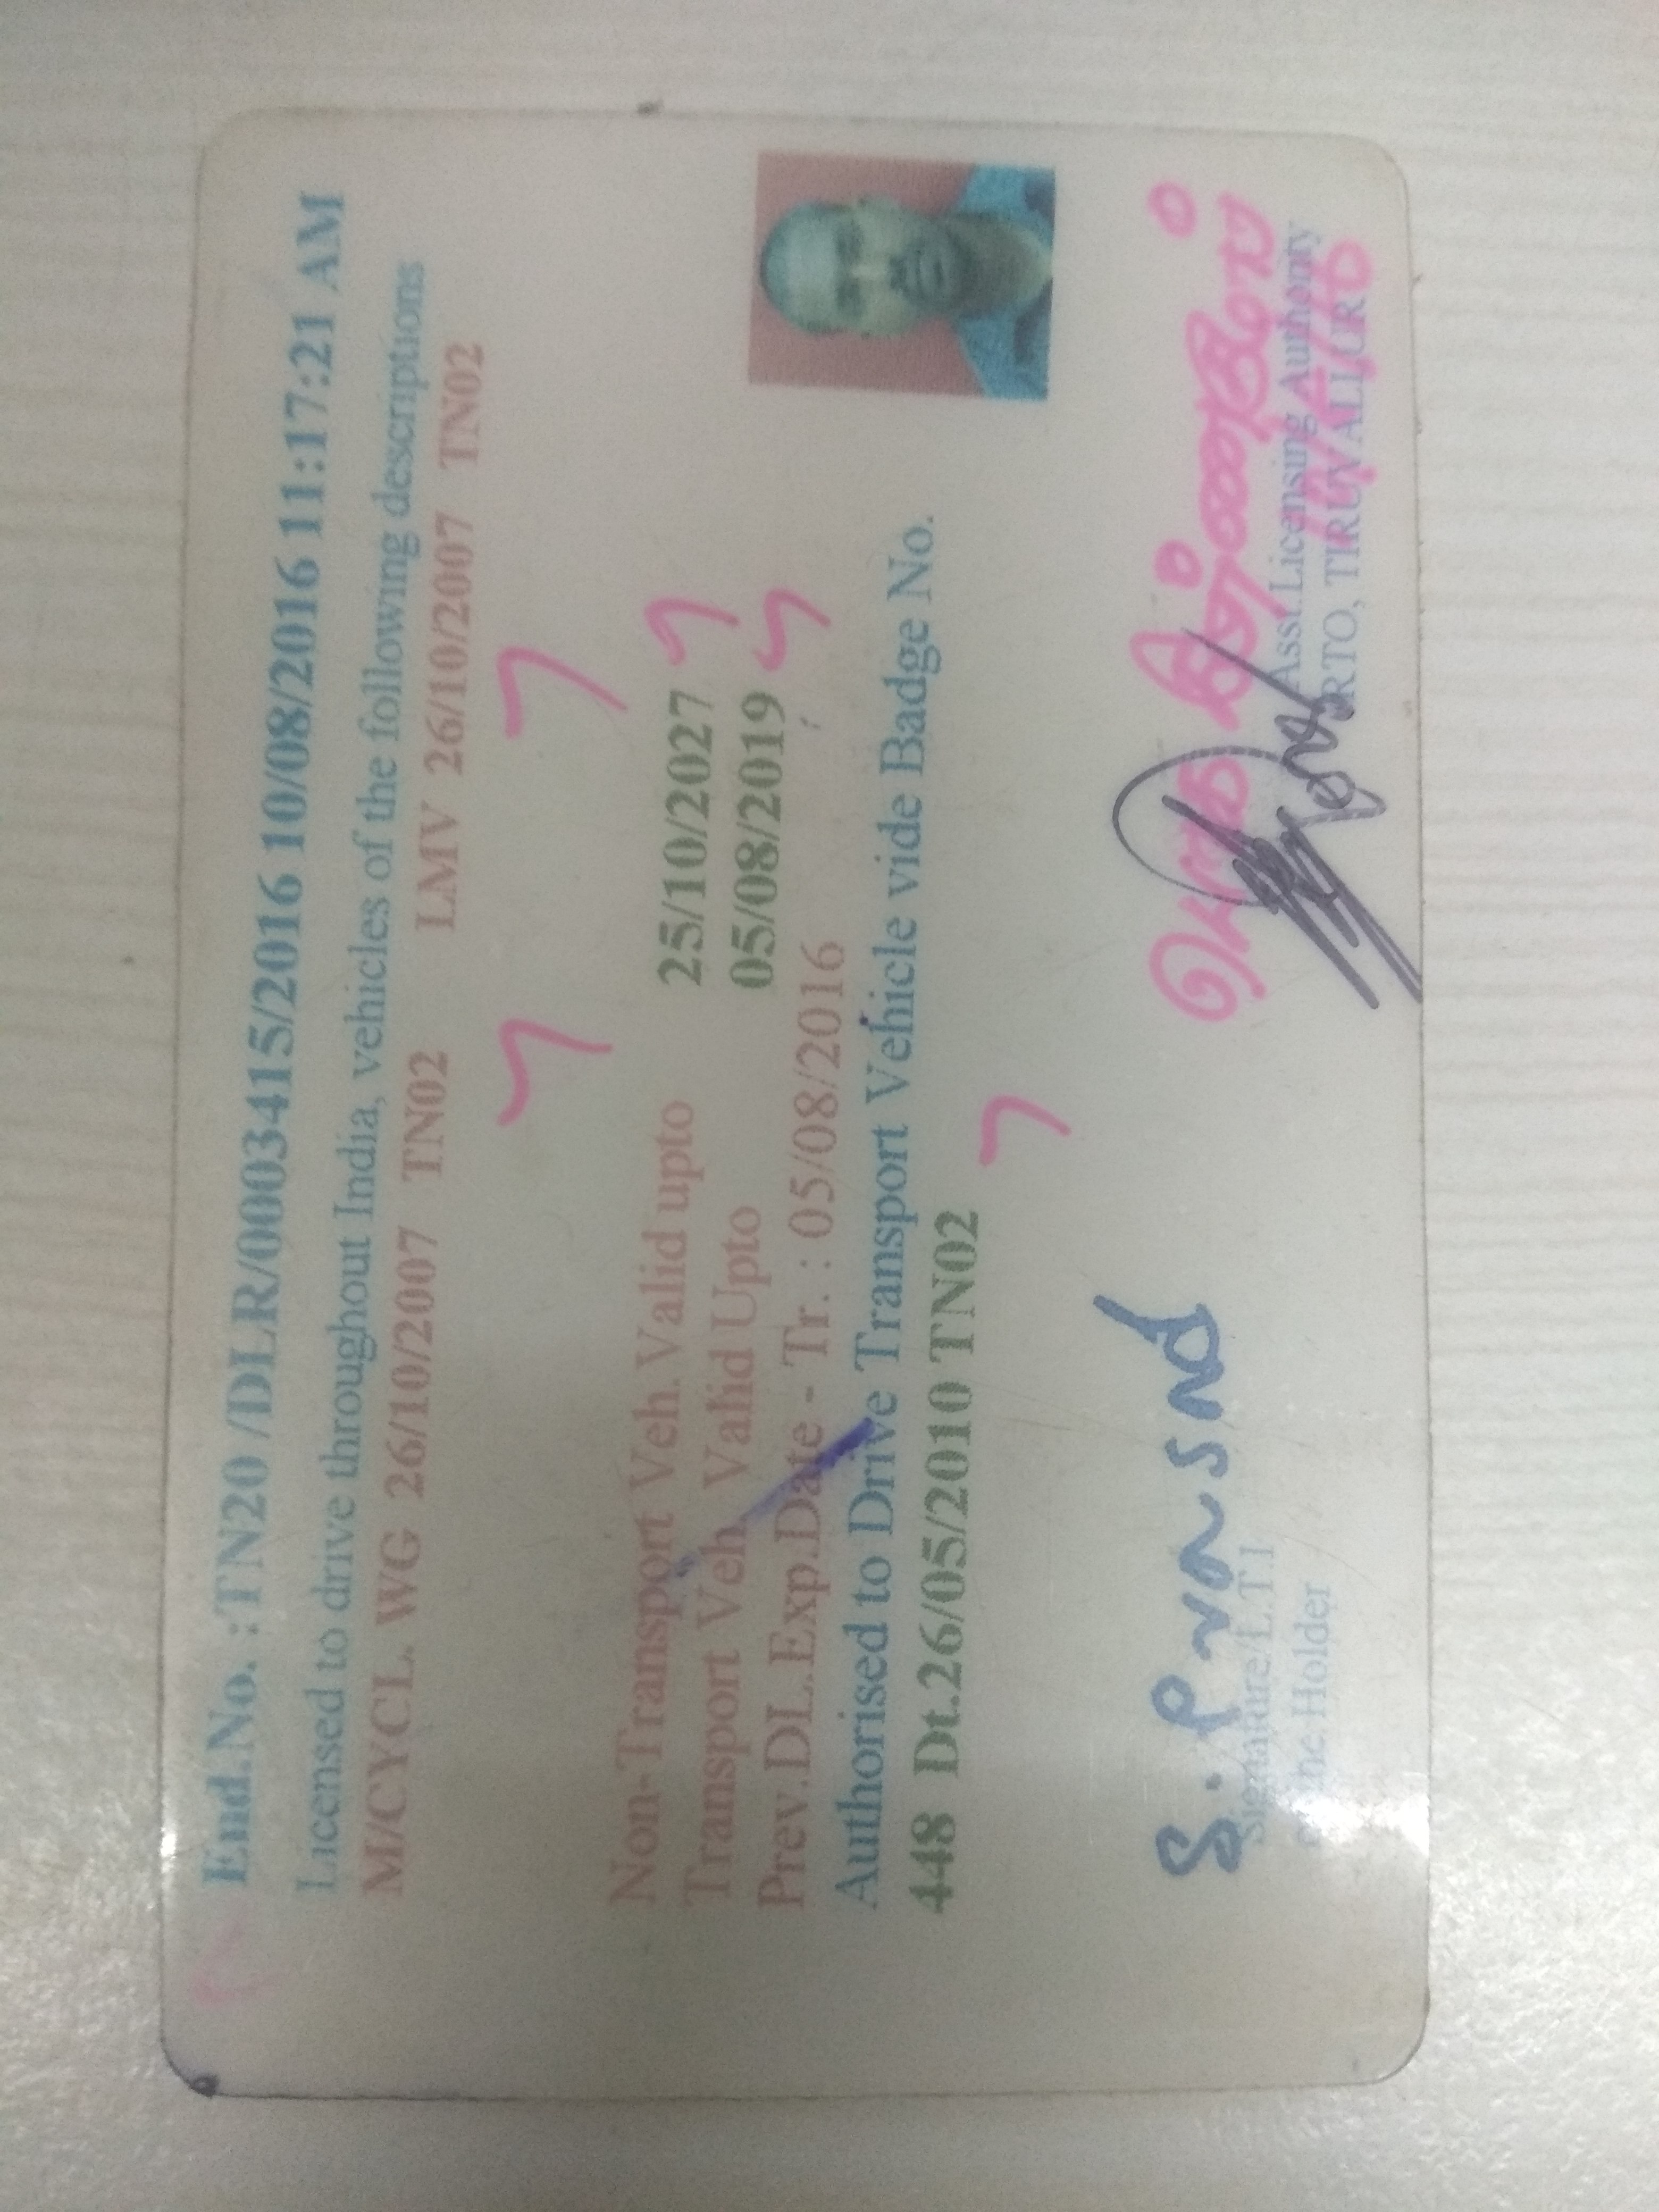 End.No. :TN20 /DLR/0003415/2016 10/08/2016 11:17:21 AM
Licensed to drive throughout India, vehicles of the following descriptions
M/CYCL. WG 26/10/2007 TN02 LMV 26/10/2007 TN02
Non-Transport Veh. Valid upto 25/10/2027
Transport Veh. Valid Upto 05/08/2019
Prev.DL.Exp.Date - Tr. : 05/08/2016
Authorised to Drive Transport Vehicle vide Badge No.
448 Dt.26/05/2010 TN02
Signature/L.T.I
Holder
Asst.Licensing Authority
RTO, TIRUVALLUR